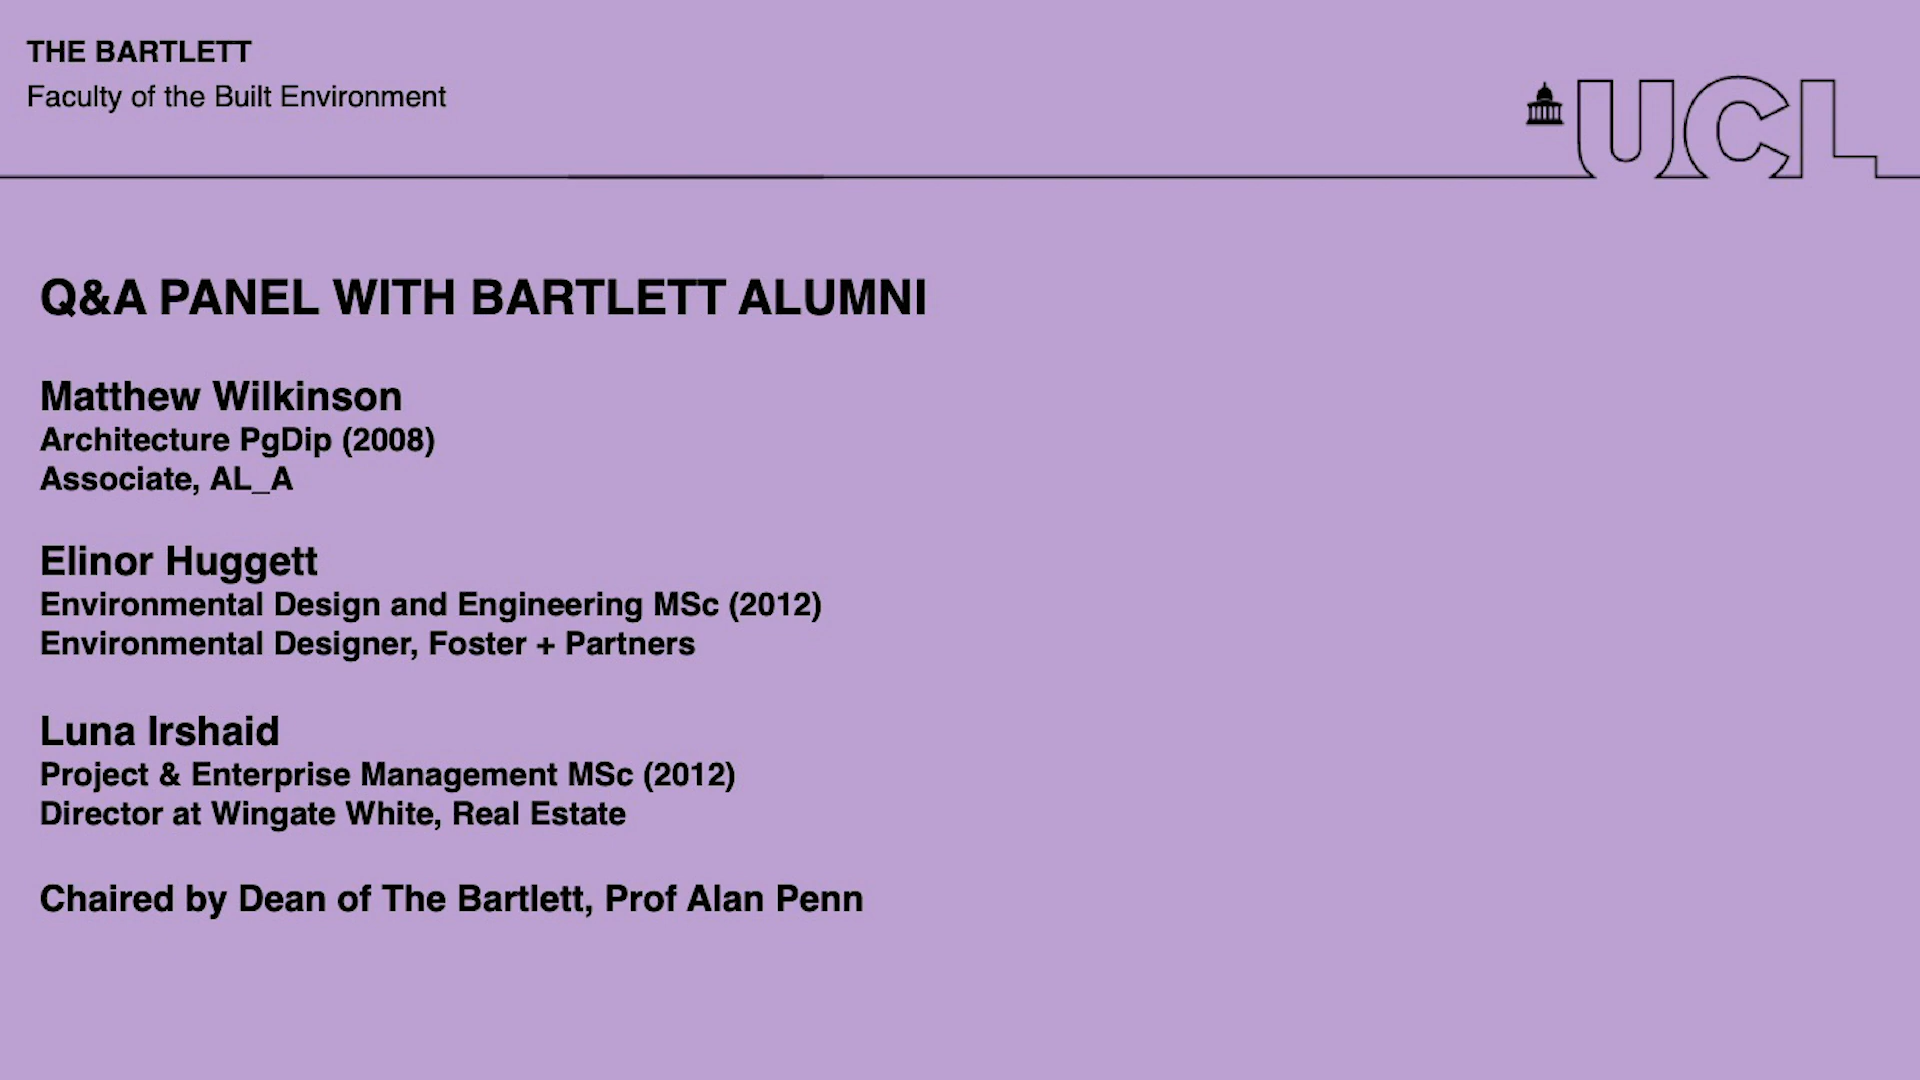 THE BARTLETT
Faculty of the Built Environment
UCL
Q&A PANEL WITH BARTLETT ALUMNI
Matthew Wilkinson
Architecture PgDip (2008)
Associate, AL_A
Elinor Huggett
Environmental Design and Engineering MSc (2012)
Environmental Designer, Foster + Partners
Luna Irshaid
Project & Enterprise Management MSc (2012)
Director at Wingate White, Real Estate
Chaired by Dean of The Bartlett, Prof Alan Penn